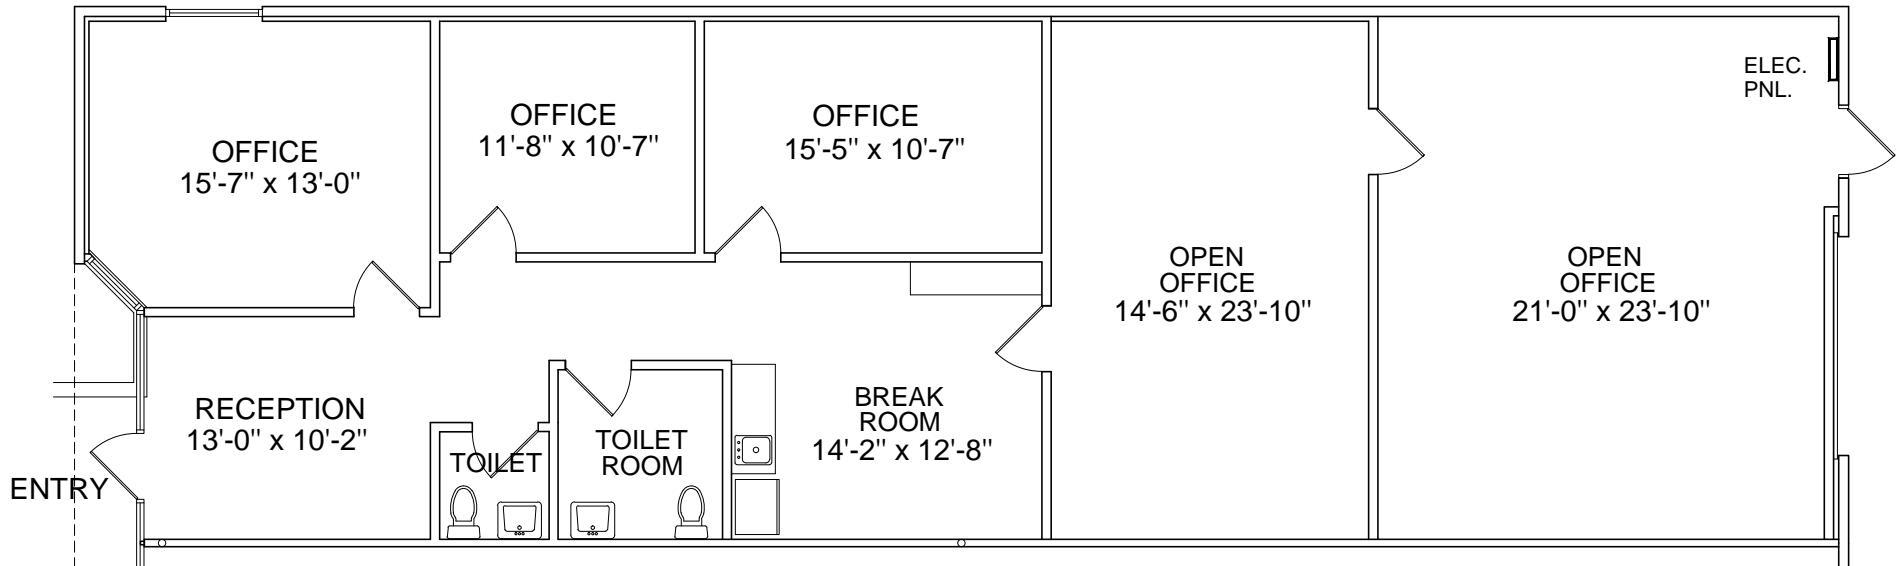 OFFICE
15'-7" x 13'-0"
OFFICE
11'-8" x 10'-7"
OFFICE
15'-5" x 10'-7"
ELEC.
PNL.
OPEN
OFFICE
14'-6" x 23'-10"
OPEN
OFFICE
21'-0" x 23'-10"
RECEPTION
13'-0" x 10'-2"
TOILET
TOILET
ROOM
BREAK
ROOM
14'-2" x 12'-8"
ENTRY